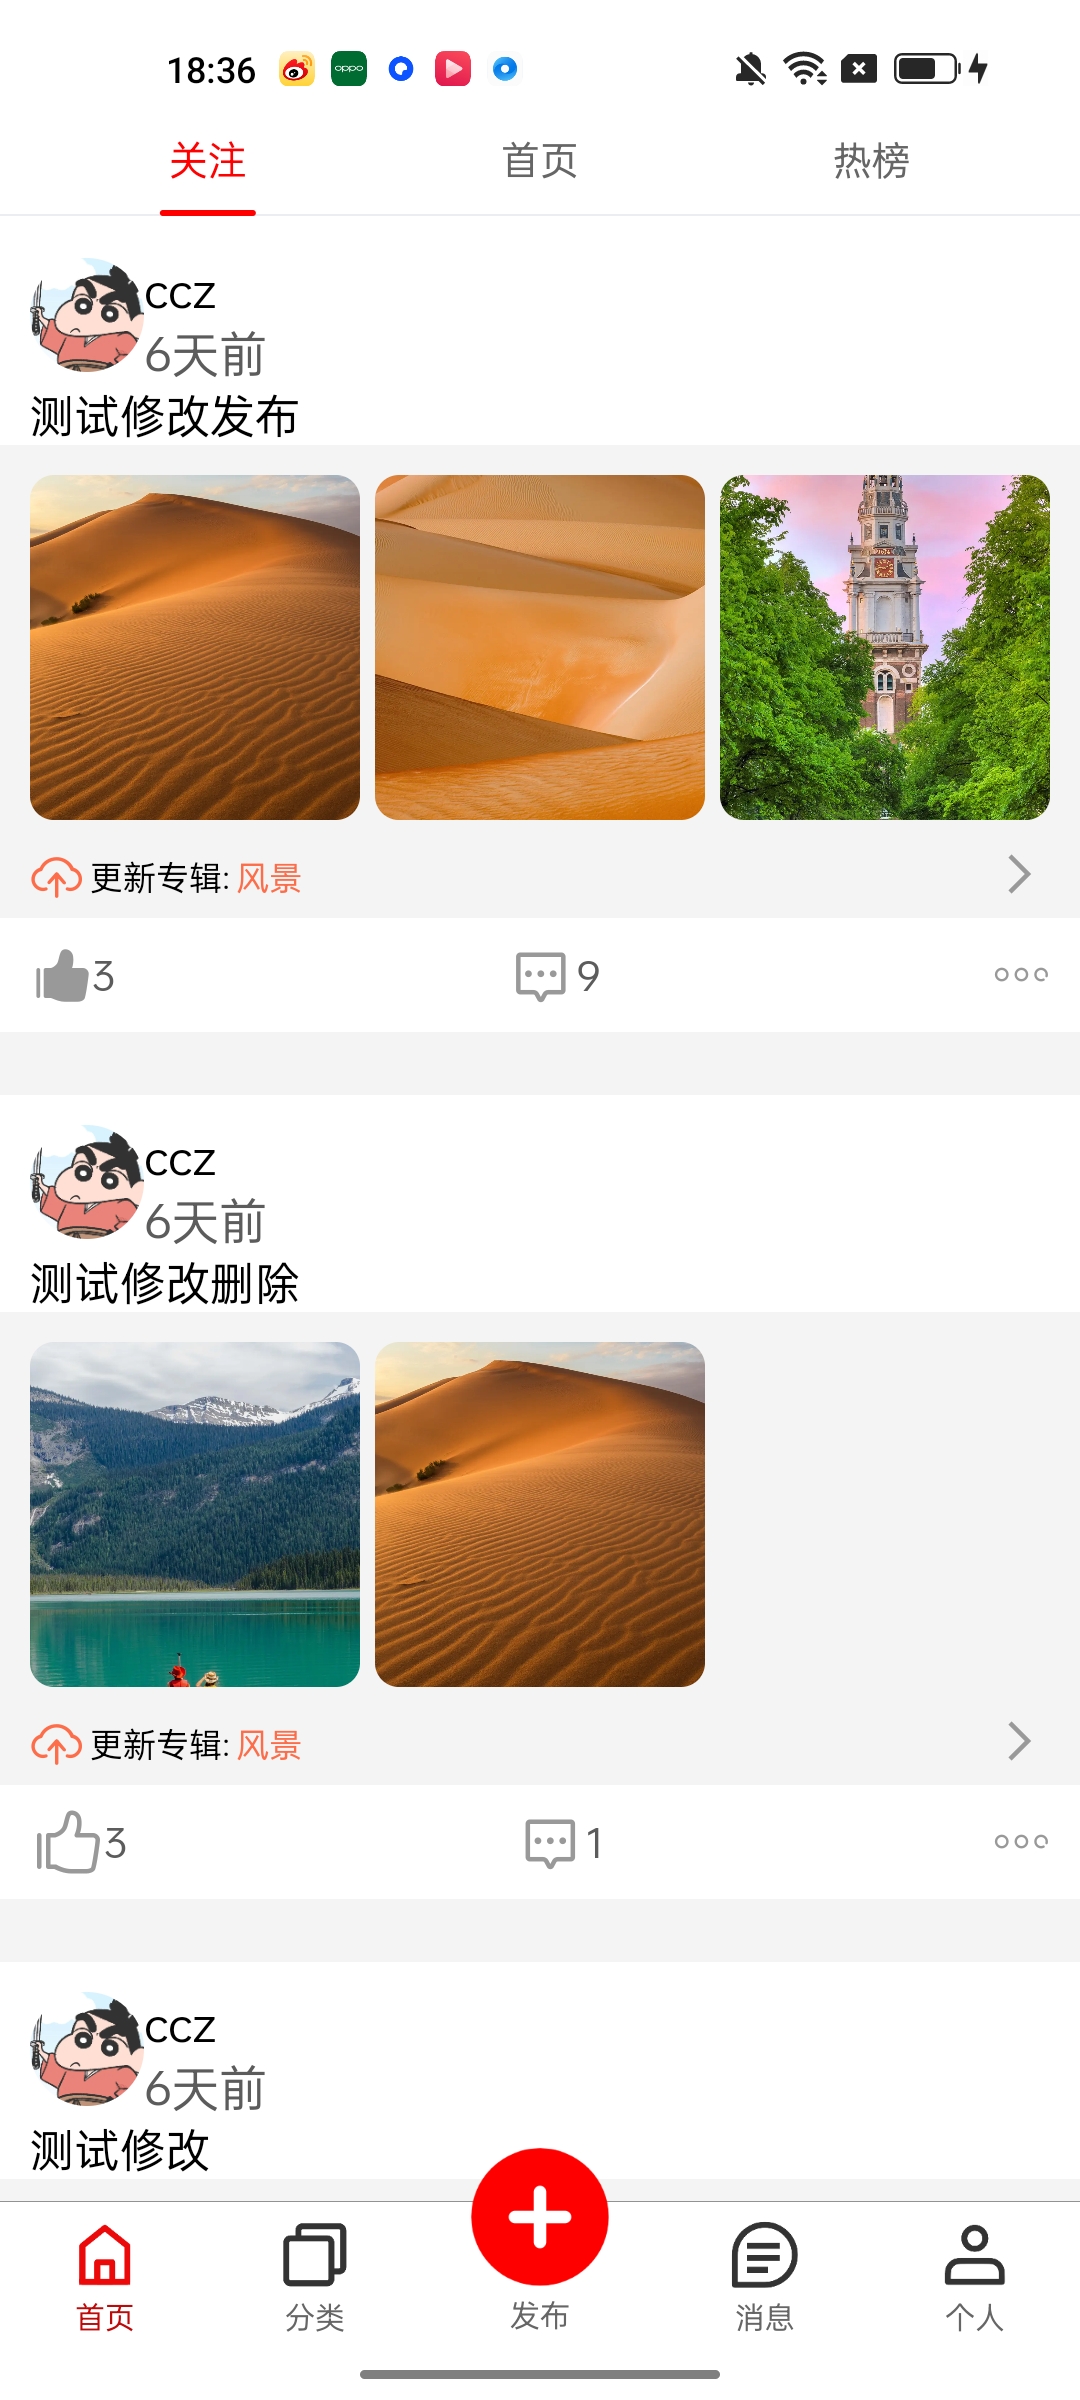 18:36 oppo
关注 首页 热榜
ccz
6天前
测试修改发布
更新专辑: 风景
3 9
ccz
6天前
测试修改删除
更新专辑: 风景
3 1
ccz
6天前
测试修改
首页 分类 发布 消息 个人